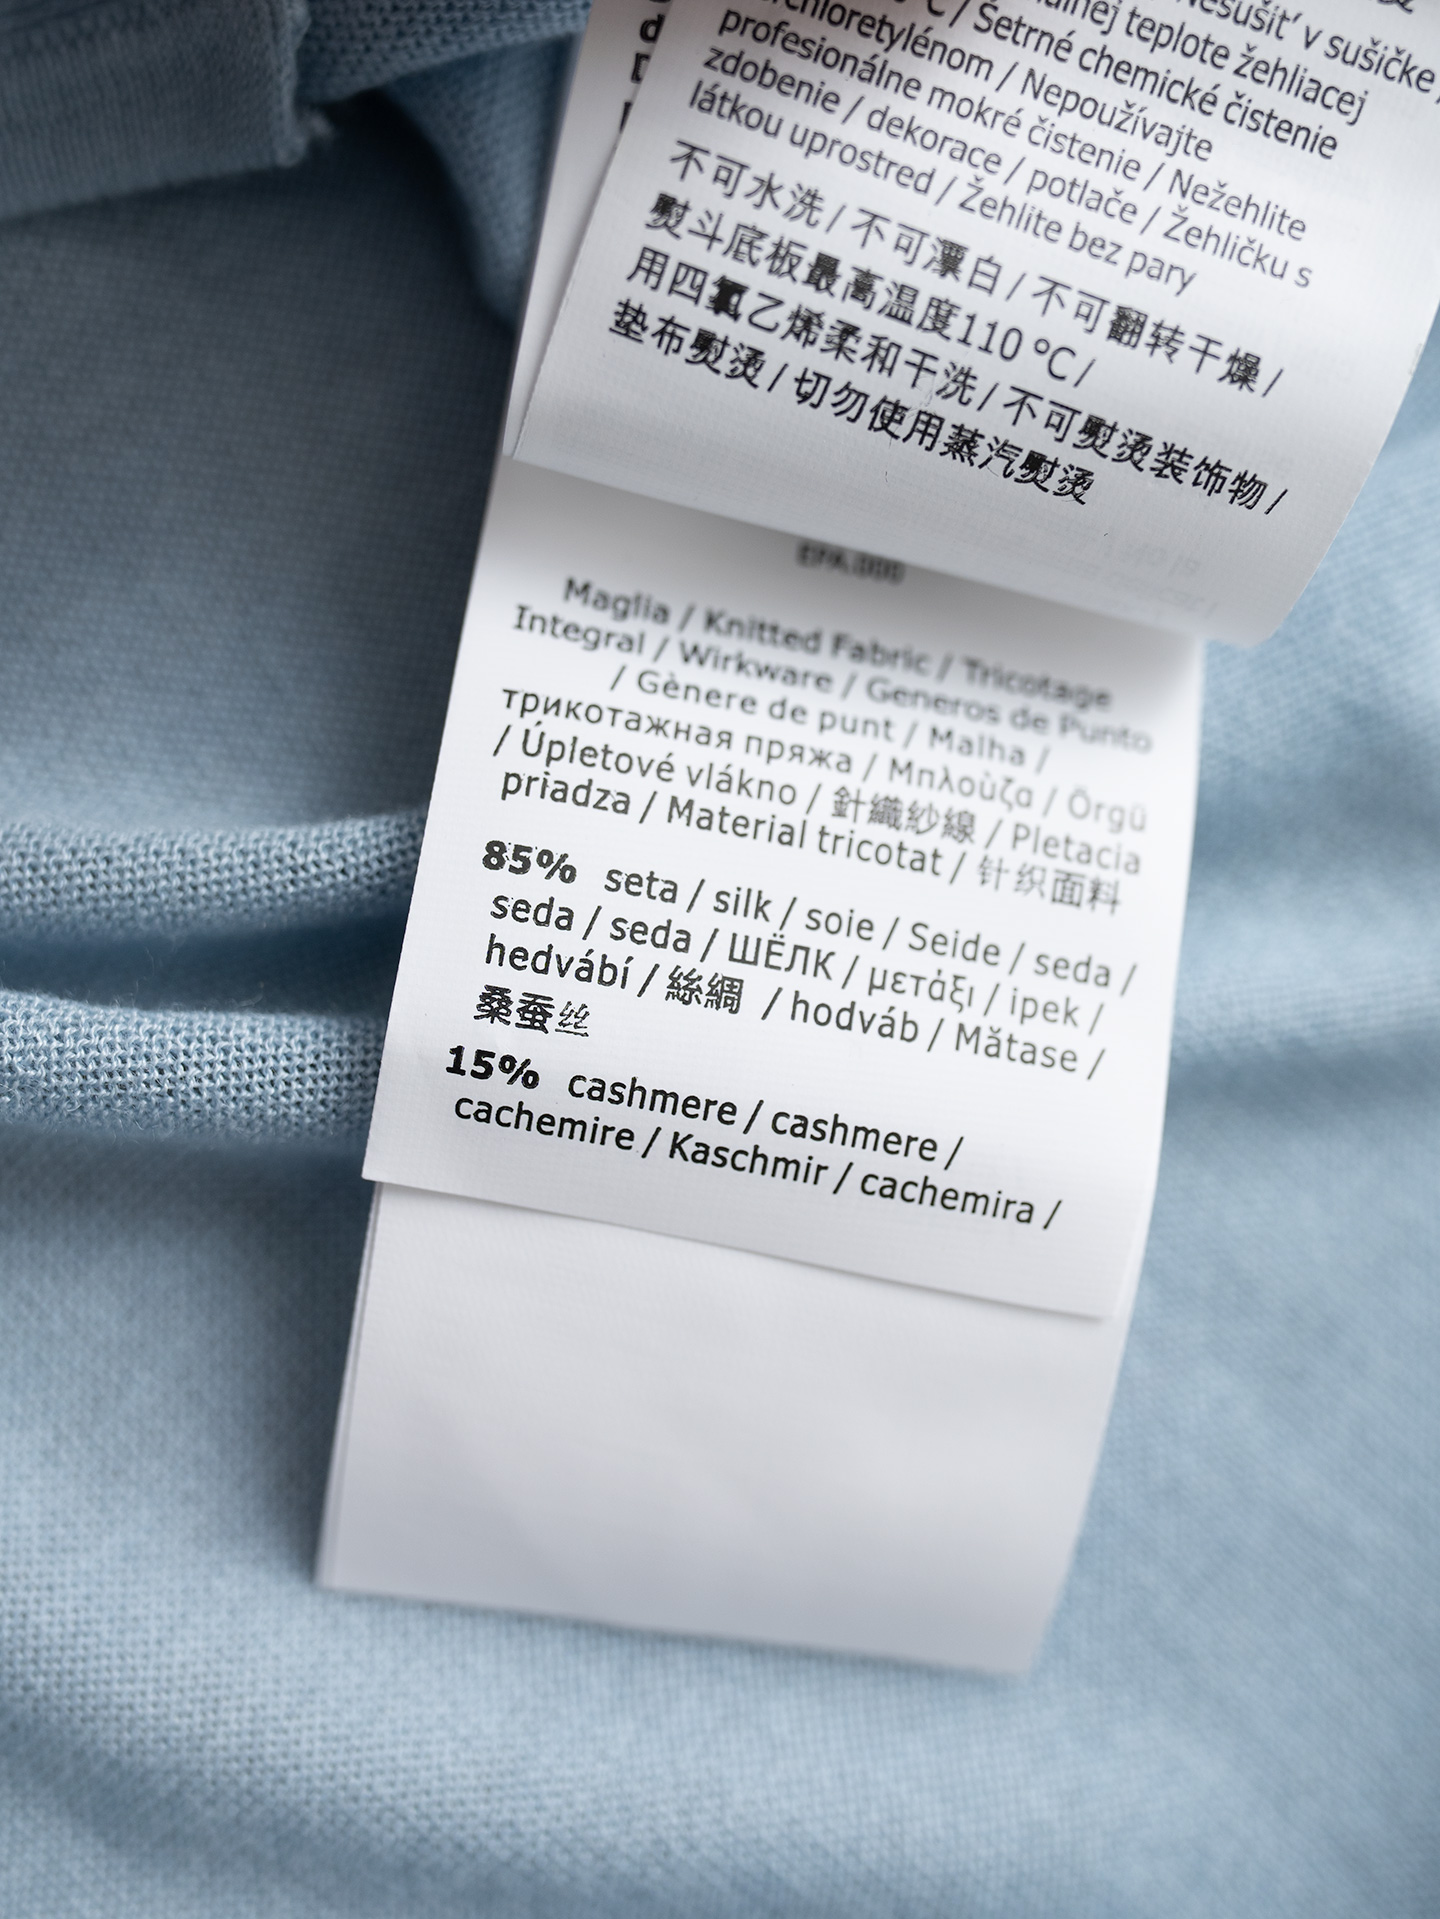 Nesušiť v sušičke /
°C / Šetrné chemické čistenie
teplote žehliacej
/ Nepoužívajte
profesionálne mokré čistenie / Nežehlite
zdobenie / dekorace / potlače / Žehličku s
látkou uprostred / Žehlite bez pary
不可水洗 / 不可漂白 / 不可翻转干燥 /
熨斗底板最高温度110 °C /
用四氯乙烯柔和干洗 / 不可熨烫装饰物 /
垫布熨烫 / 切勿使用蒸汽熨烫
Maglia / Knitted Fabric / Tricotage
Integral / Wirkware / Generos de Punto
/ Gènere de punt / Malha /
трикотажная пряжа / Μπλούζα / Örgü
/ Úpletové vlákno / 針織紗線 / Pletacia
priadza / Material tricotat / 针织面料
85% seta / silk / soie / Seide / seda /
seda / seda / ШЁЛК / μετάξι / ipek /
hedvábí / 絲綢 / hodváb / Mătase /
桑蚕丝
15% cashmere / cashmere /
cachemire / Kaschmir / cachemira /